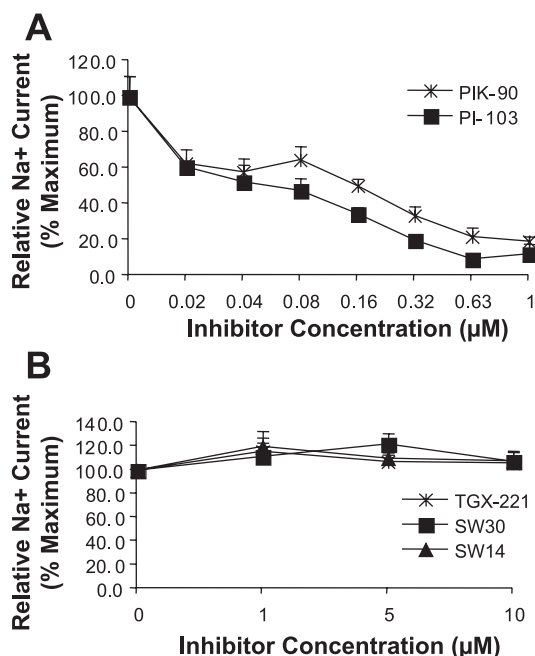 A
Relative Na+ Current
(% Maximum)
120.0
100.0
80.0
60.0
40.0
20.0
0.0
PIK-90
PI-103
0 0.02 0.04 0.08 0.16 0.32 0.63 1
Inhibitor Concentration (μM)
B
Relative Na+ Current
(% Maximum)
140.0
120.0
100.0
80.0
60.0
40.0
20.0
0.0
TGX-221
SW30
SW14
0 1 5 10
Inhibitor Concentration (μM)